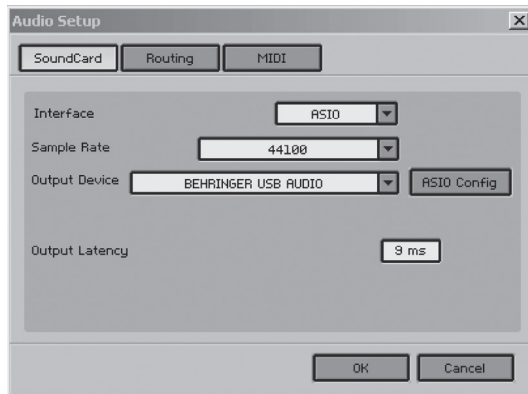 Audio Setup
SoundCard Routing MIDI
Interface ASIO
Sample Rate 44100
Output Device BEHRINGER USB AUDIO ASIO Config
Output Latency 9 ms
OK Cancel